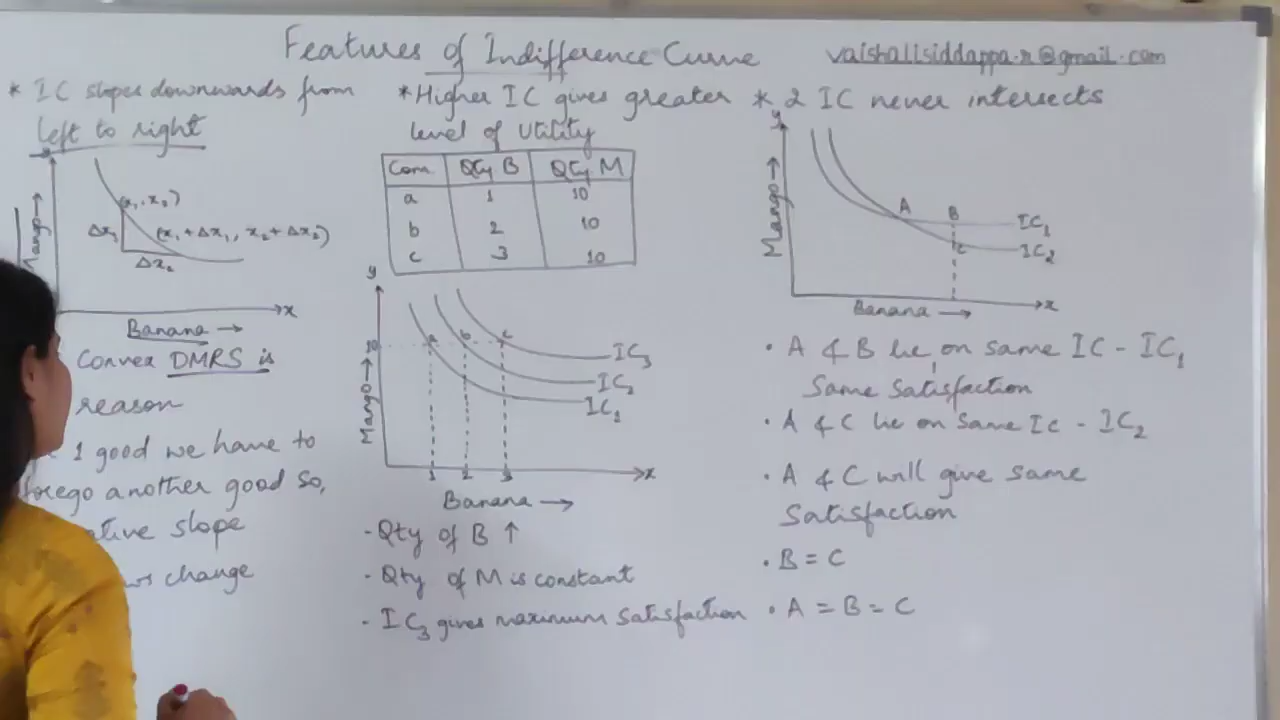 Features of Indifference Curve
vaishalisiddappa.n@gmail.com
* IC slopes downwards from
left to right
Mango →
(x₁, x₂)
Δx₁
(x₁ + Δx₁, x₂ + Δx₂)
Δx₂
x
Banana →
Convex DMRS is
reason
1 good we have to
forego another good so,
slope
change
* Higher IC gives greater
level of Utility
Com Qty B Qty M
a 1 10
b 2 10
c 3 10
y
10 a b c
IC₃
IC₂
IC₁
Mango →
1 2 3 x
Banana →
- Qty of B ↑
- Qty of M is constant
- IC₃ gives maximum satisfaction
* 2 IC never intersects
y
Mango →
A B IC₁
C IC₂
Banana → x
• A & B lie on same IC - IC₁
Same Satisfaction
• A & C lie on same Ic - IC₂
• A & C will give same
Satisfaction
• B = C
• A = B = C